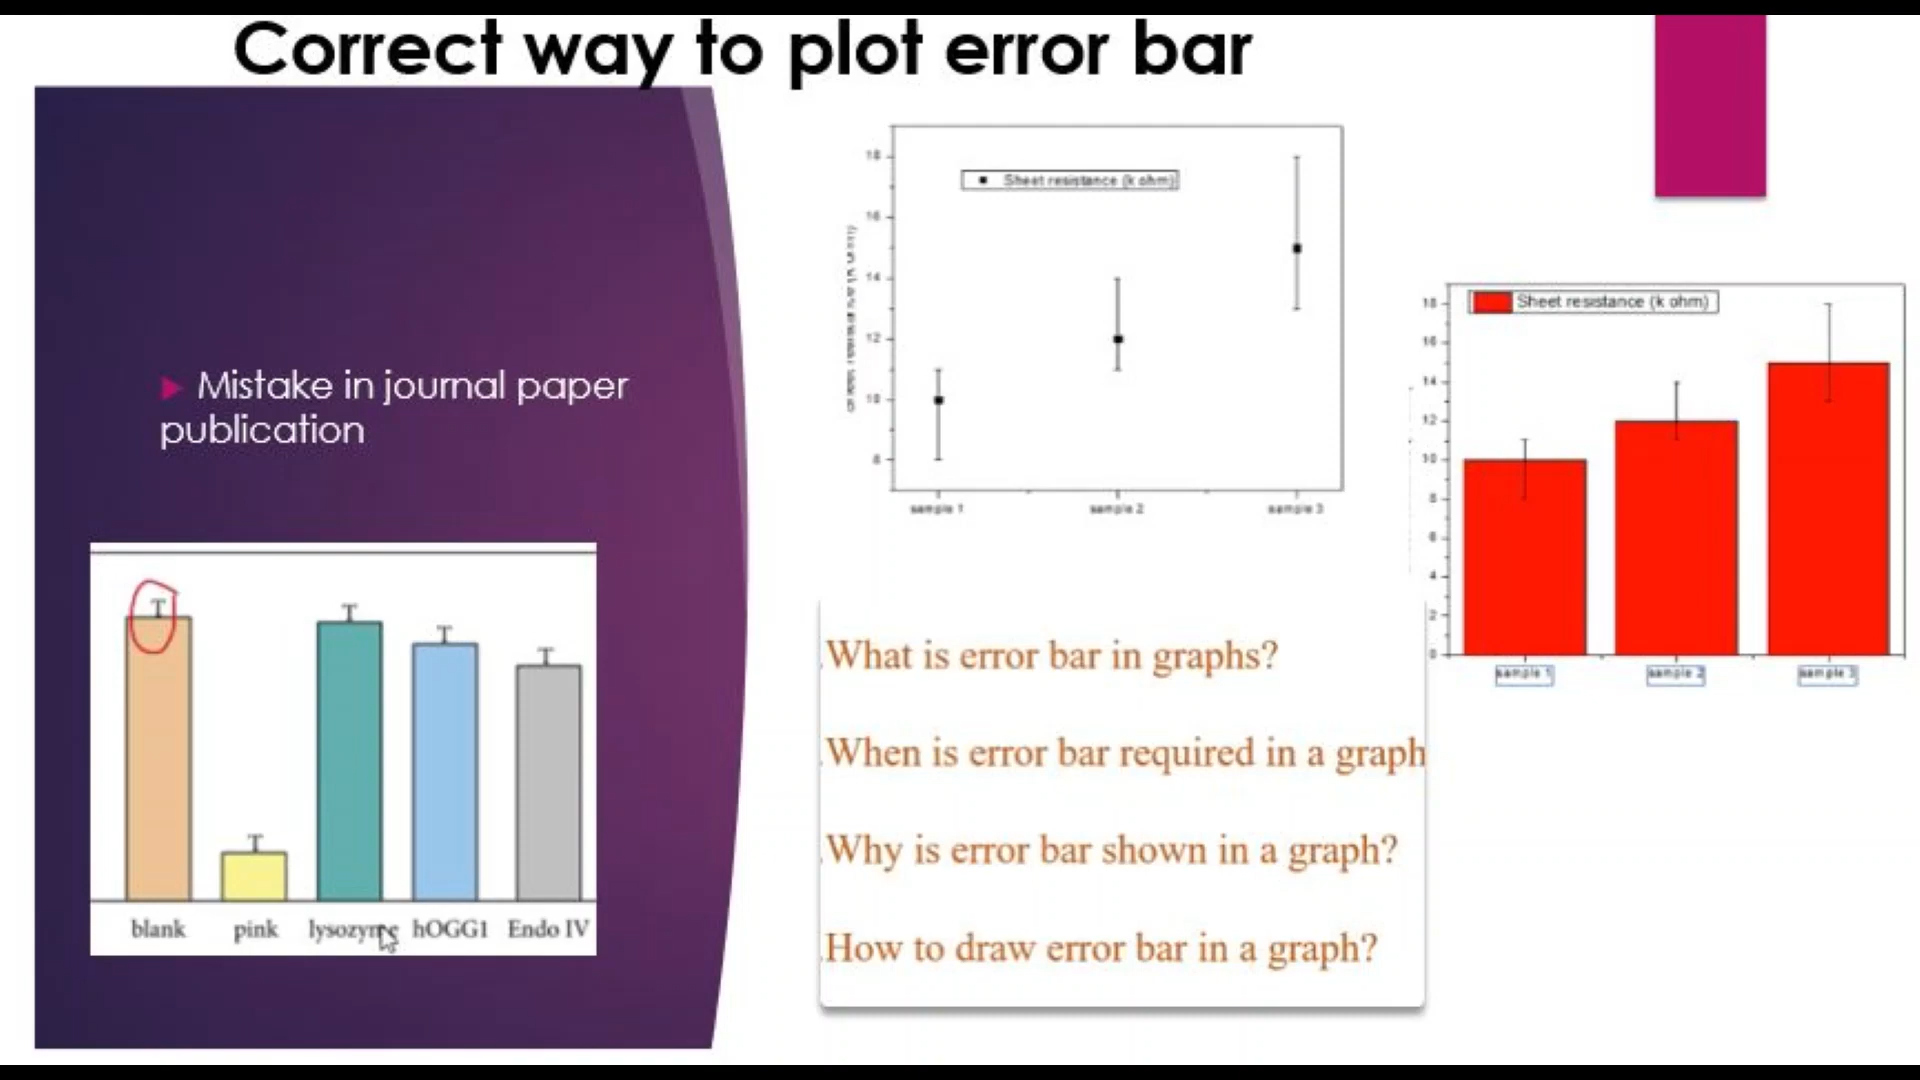 Correct way to plot error bar
Mistake in journal paper
publication
blank pink lysozyme hOGG1 Endo IV
18
16
14
12
10
8
Sheet resistance (k ohm)
sample 1 sample 2 sample 3
.What is error bar in graphs?
.When is error bar required in a graph
.Why is error bar shown in a graph?
.How to draw error bar in a graph?
18
16
14
12
10
8
6
4
2
0
Sheet resistance (k ohm)
sample 1 sample 2 sample 3